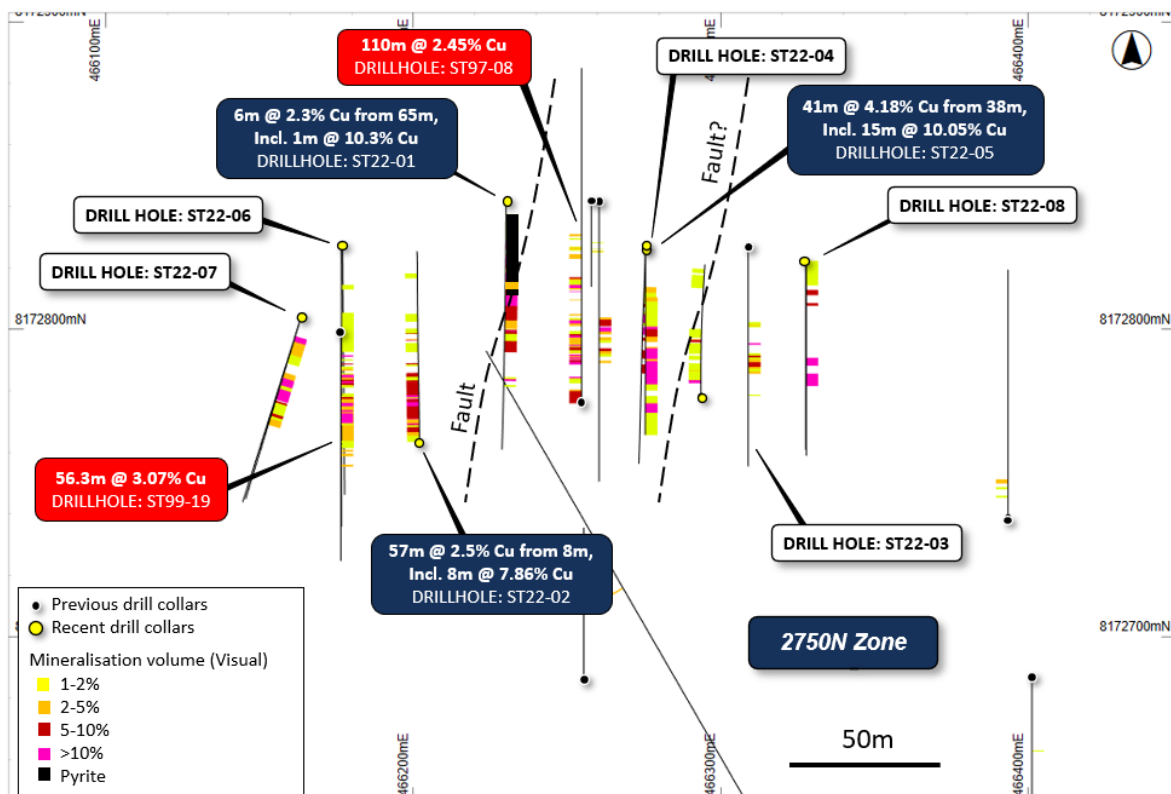 8172900mN
8172900mN
466100mE
466400mE
110m @ 2.45% Cu
DRILLHOLE: ST97-08
DRILL HOLE: ST22-04
6m @ 2.3% Cu from 65m,
Incl. 1m @ 10.3% Cu
DRILLHOLE: ST22-01
41m @ 4.18% Cu from 38m,
Incl. 15m @ 10.05% Cu
DRILLHOLE: ST22-05
Fault?
DRILL HOLE: ST22-06
DRILL HOLE: ST22-08
DRILL HOLE: ST22-07
8172800mN
8172800mN
Fault
56.3m @ 3.07% Cu
DRILLHOLE: ST99-19
57m @ 2.5% Cu from 8m,
Incl. 8m @ 7.86% Cu
DRILLHOLE: ST22-02
DRILL HOLE: ST22-03
8172700mN
2750N Zone
Previous drill collars
Recent drill collars
Mineralisation volume (Visual)
1-2%
2-5%
5-10%
>10%
Pyrite
466200mE
466300mE
466400mE
50m